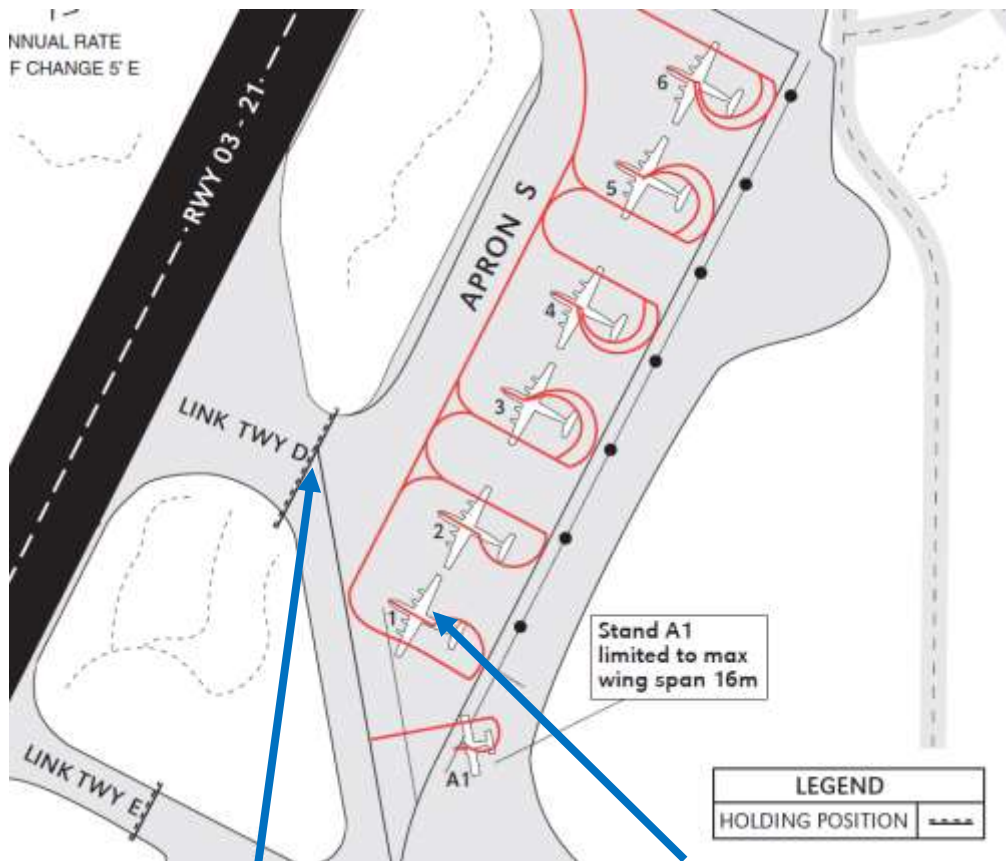 NNUAL RATE
F CHANGE 5' E
·RWY 03 - 21·
APRON S
6
5
4
3
2
1
LINK TWY D
Stand A1
limited to max
wing span 16m
A1
LINK TWY E
LEGEND
HOLDING POSITION